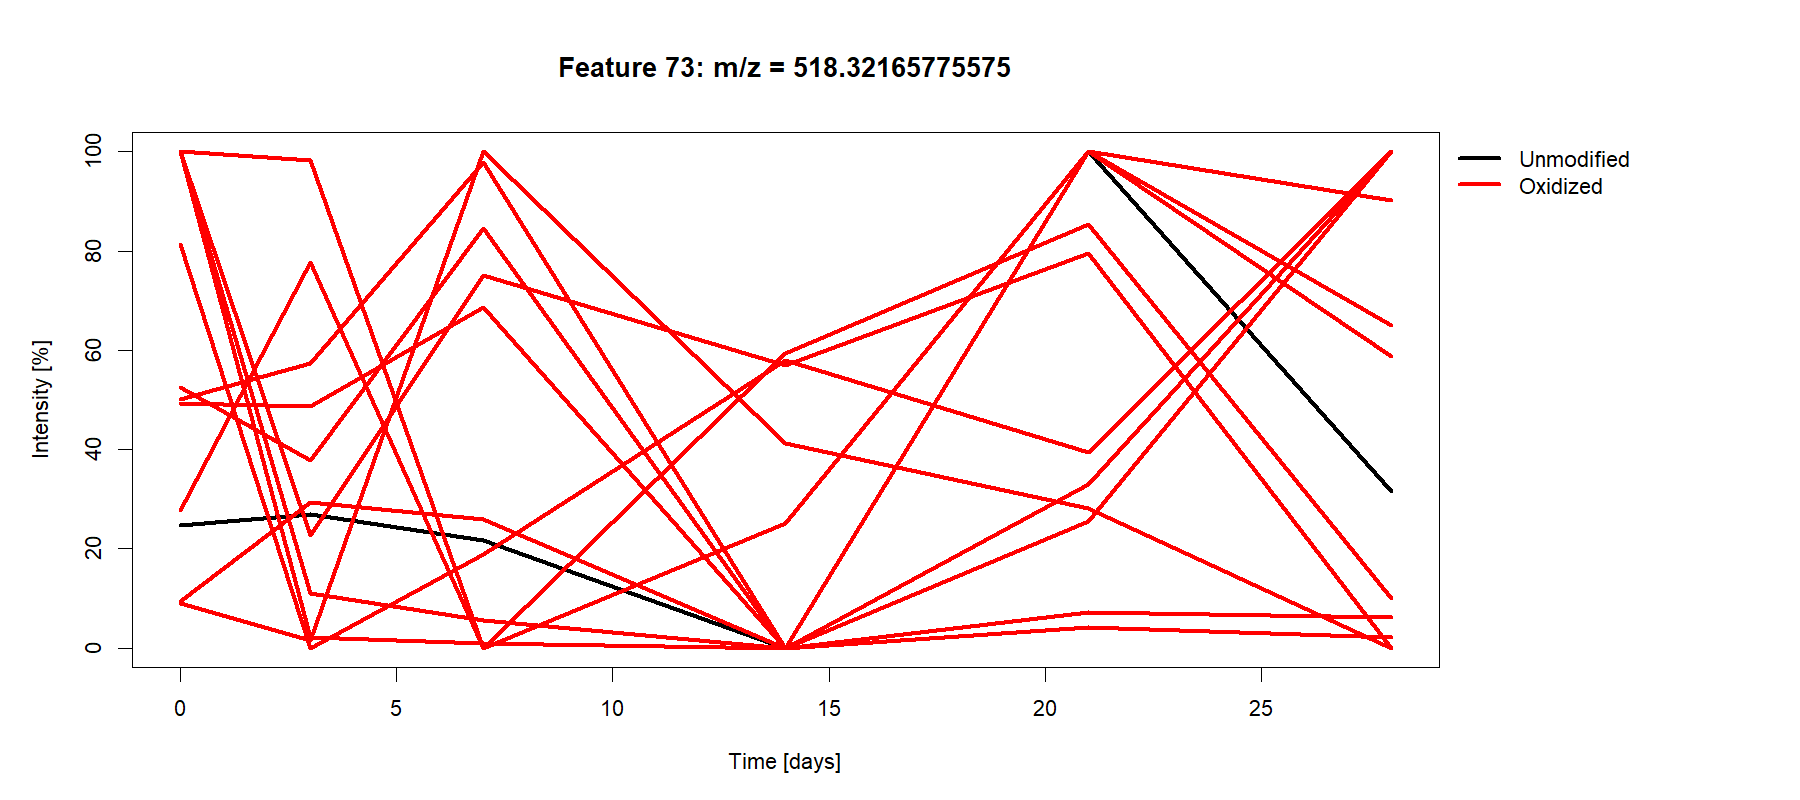 Feature 73: m/z = 518.32165775575
Unmodified
Oxidized
Intensity [%]
100
80
60
40
20
0
0 5 10 15 20 25
Time [days]